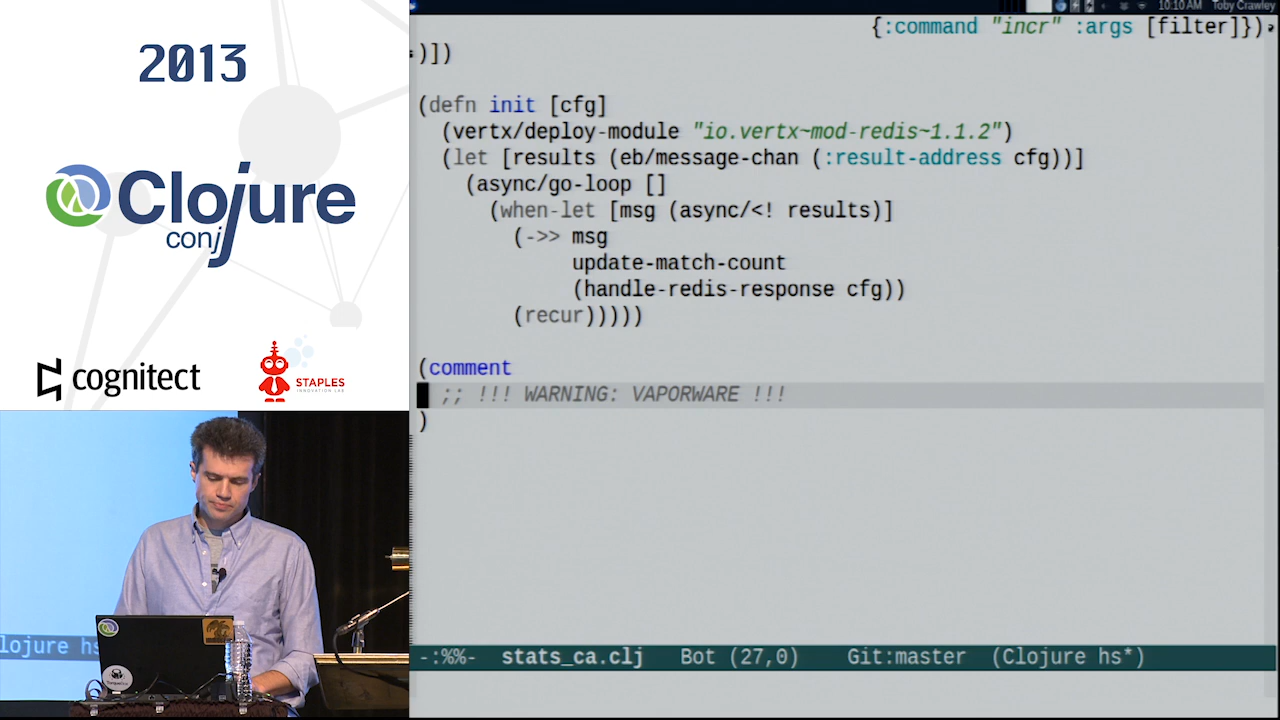 2013
Clojure
conj
cognitect
STAPLES
INNOVATION LAB
lojure hs
10:10 AM Toby Crawley
{:command "incr" :args [filter]})
)])
(defn init [cfg]
(vertx/deploy-module "io.vertx~mod-redis~1.1.2")
(let [results (eb/message-chan (:result-address cfg))]
(async/go-loop []
(when-let [msg (async/<! results)]
(->> msg
update-match-count
(handle-redis-response cfg))
(recur)))))
(comment
;; !!! WARNING: VAPORWARE !!!
)
-:%%- stats_ca.clj Bot (27,0) Git:master (Clojure hs*)